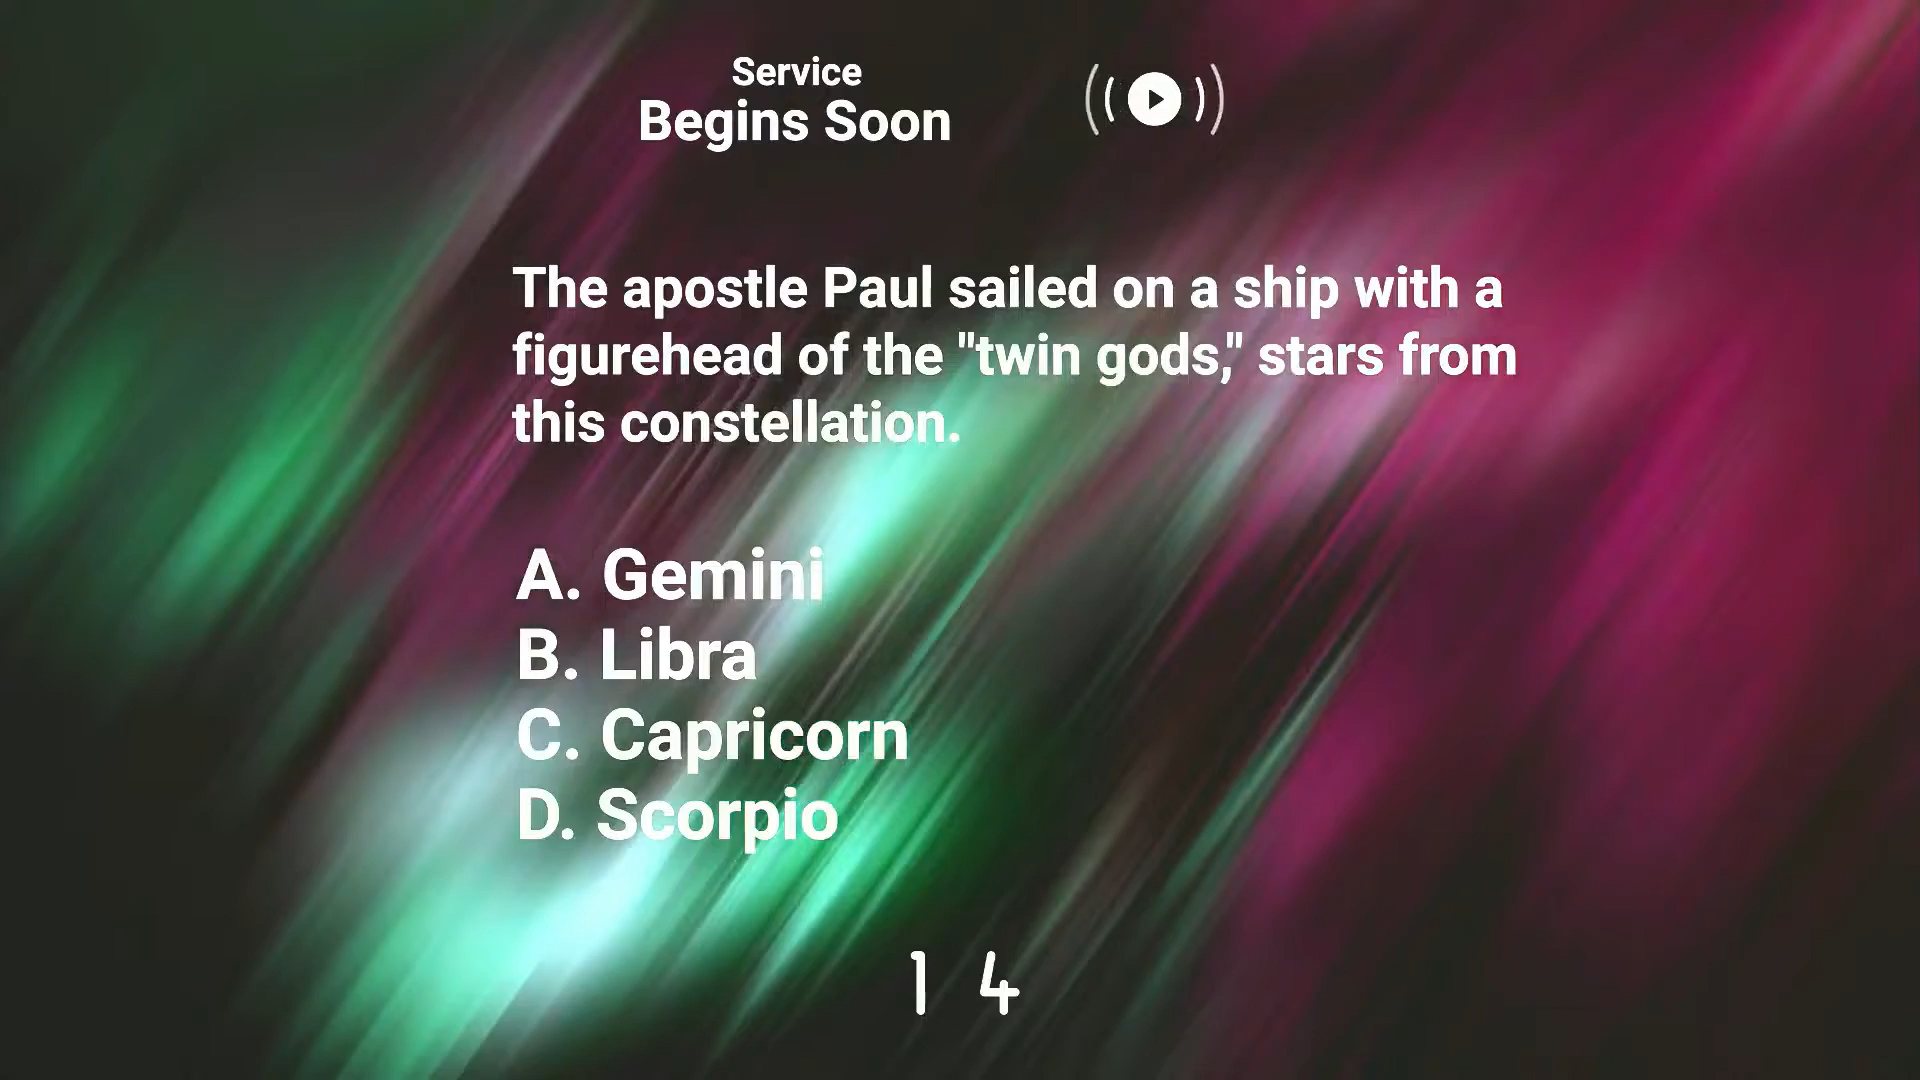 Service
Begins Soon
The apostle Paul sailed on a ship with a
figurehead of the "twin gods," stars from
this constellation.
A. Gemini
B. Libra
C. Capricorn
D. Scorpio
1 4